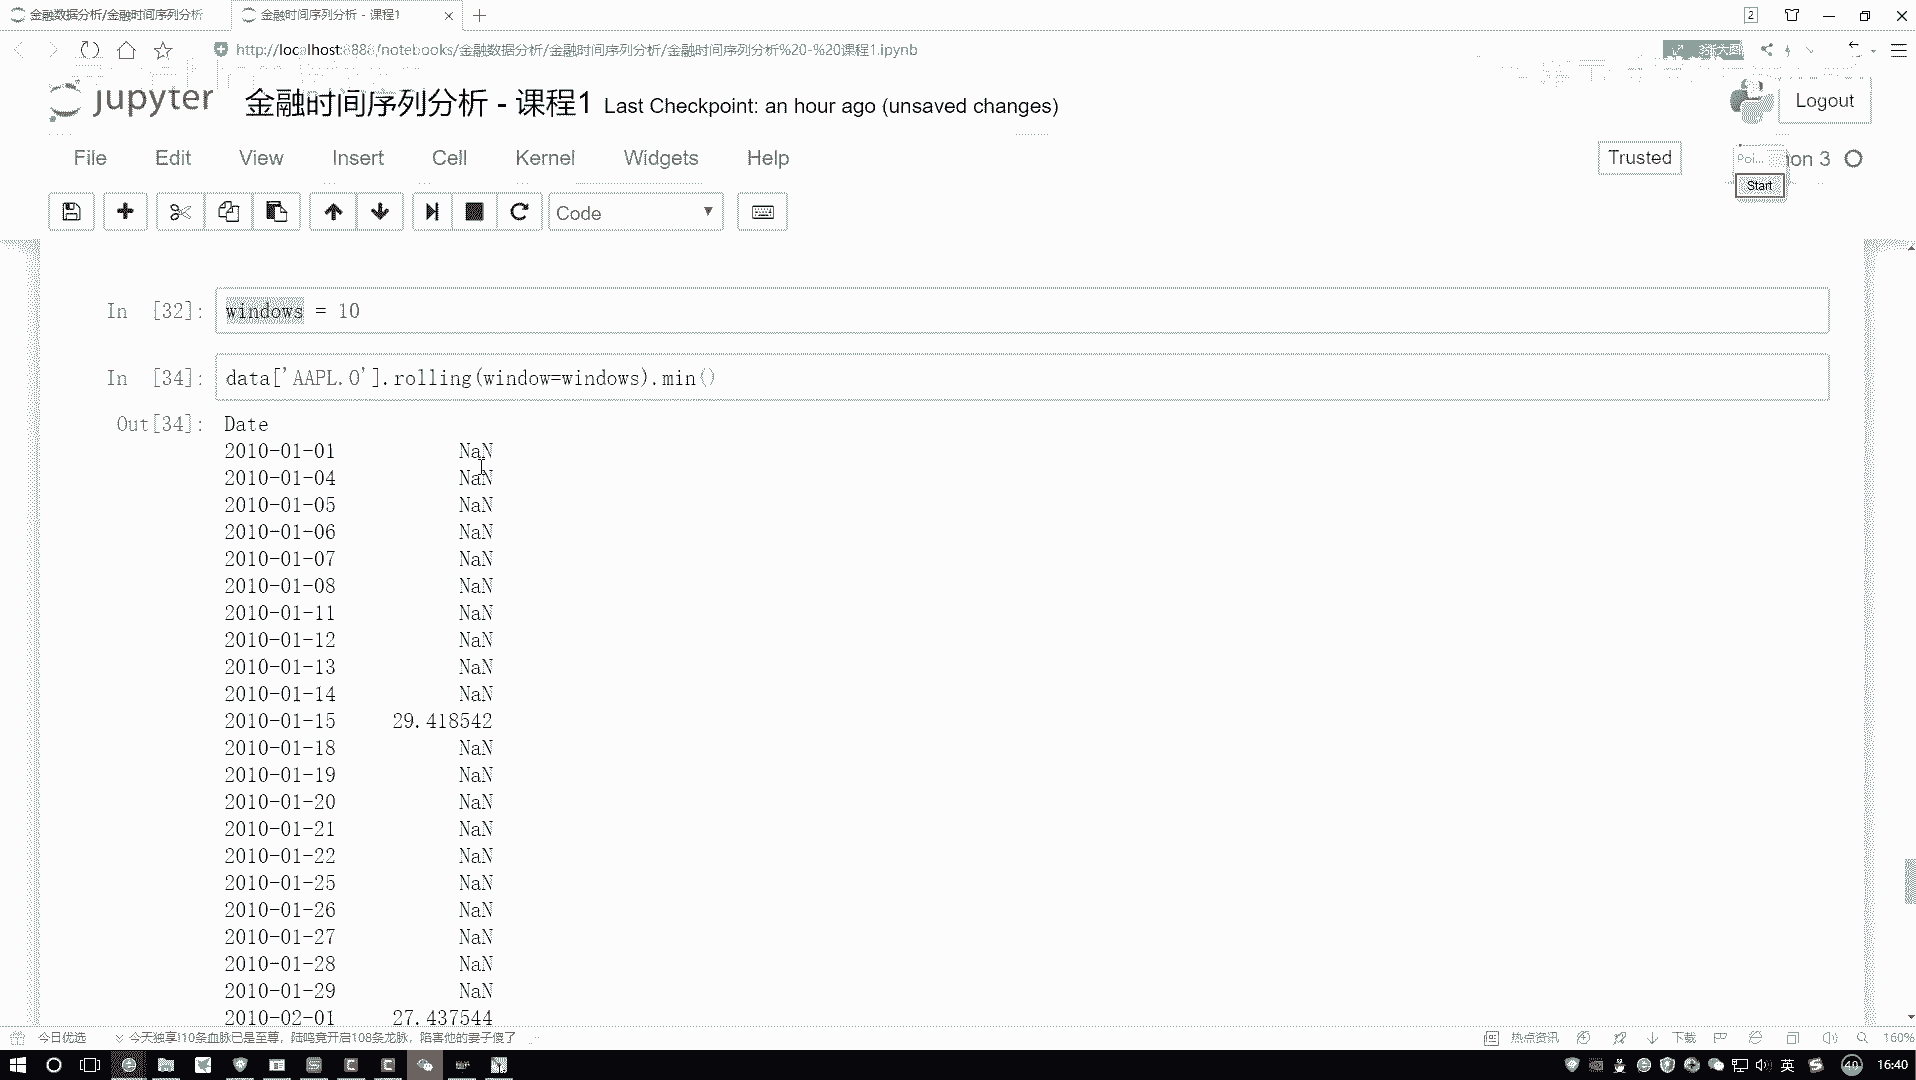 金融数据分析/金融时间序列分析
金融时间序列分析 - 课程1
2
http://localhost:8888/notebooks/金融数据分析/金融时间序列分析/金融时间序列分析%20-%20课程1.ipynb
jupyter 金融时间序列分析 - 课程1 Last Checkpoint: an hour ago (unsaved changes)
Logout
File Edit View Insert Cell Kernel Widgets Help
Trusted
Poi...
on 3
Start
Code
In [32]: windows = 10
In [34]: data['AAPL.O'].rolling(window=windows).min()
Out[34]: Date
2010-01-01 NaN
2010-01-04 NaN
2010-01-05 NaN
2010-01-06 NaN
2010-01-07 NaN
2010-01-08 NaN
2010-01-11 NaN
2010-01-12 NaN
2010-01-13 NaN
2010-01-14 NaN
2010-01-15 29.418542
2010-01-18 NaN
2010-01-19 NaN
2010-01-20 NaN
2010-01-21 NaN
2010-01-22 NaN
2010-01-25 NaN
2010-01-26 NaN
2010-01-27 NaN
2010-01-28 NaN
2010-01-29 NaN
2010-02-01 27.437544
今日优选 今天独享!10条血脉已是至尊，陆鸣竟开启108条龙脉，陷害他的妻子傻了
热点资讯 下载 160%
英 40 16:40